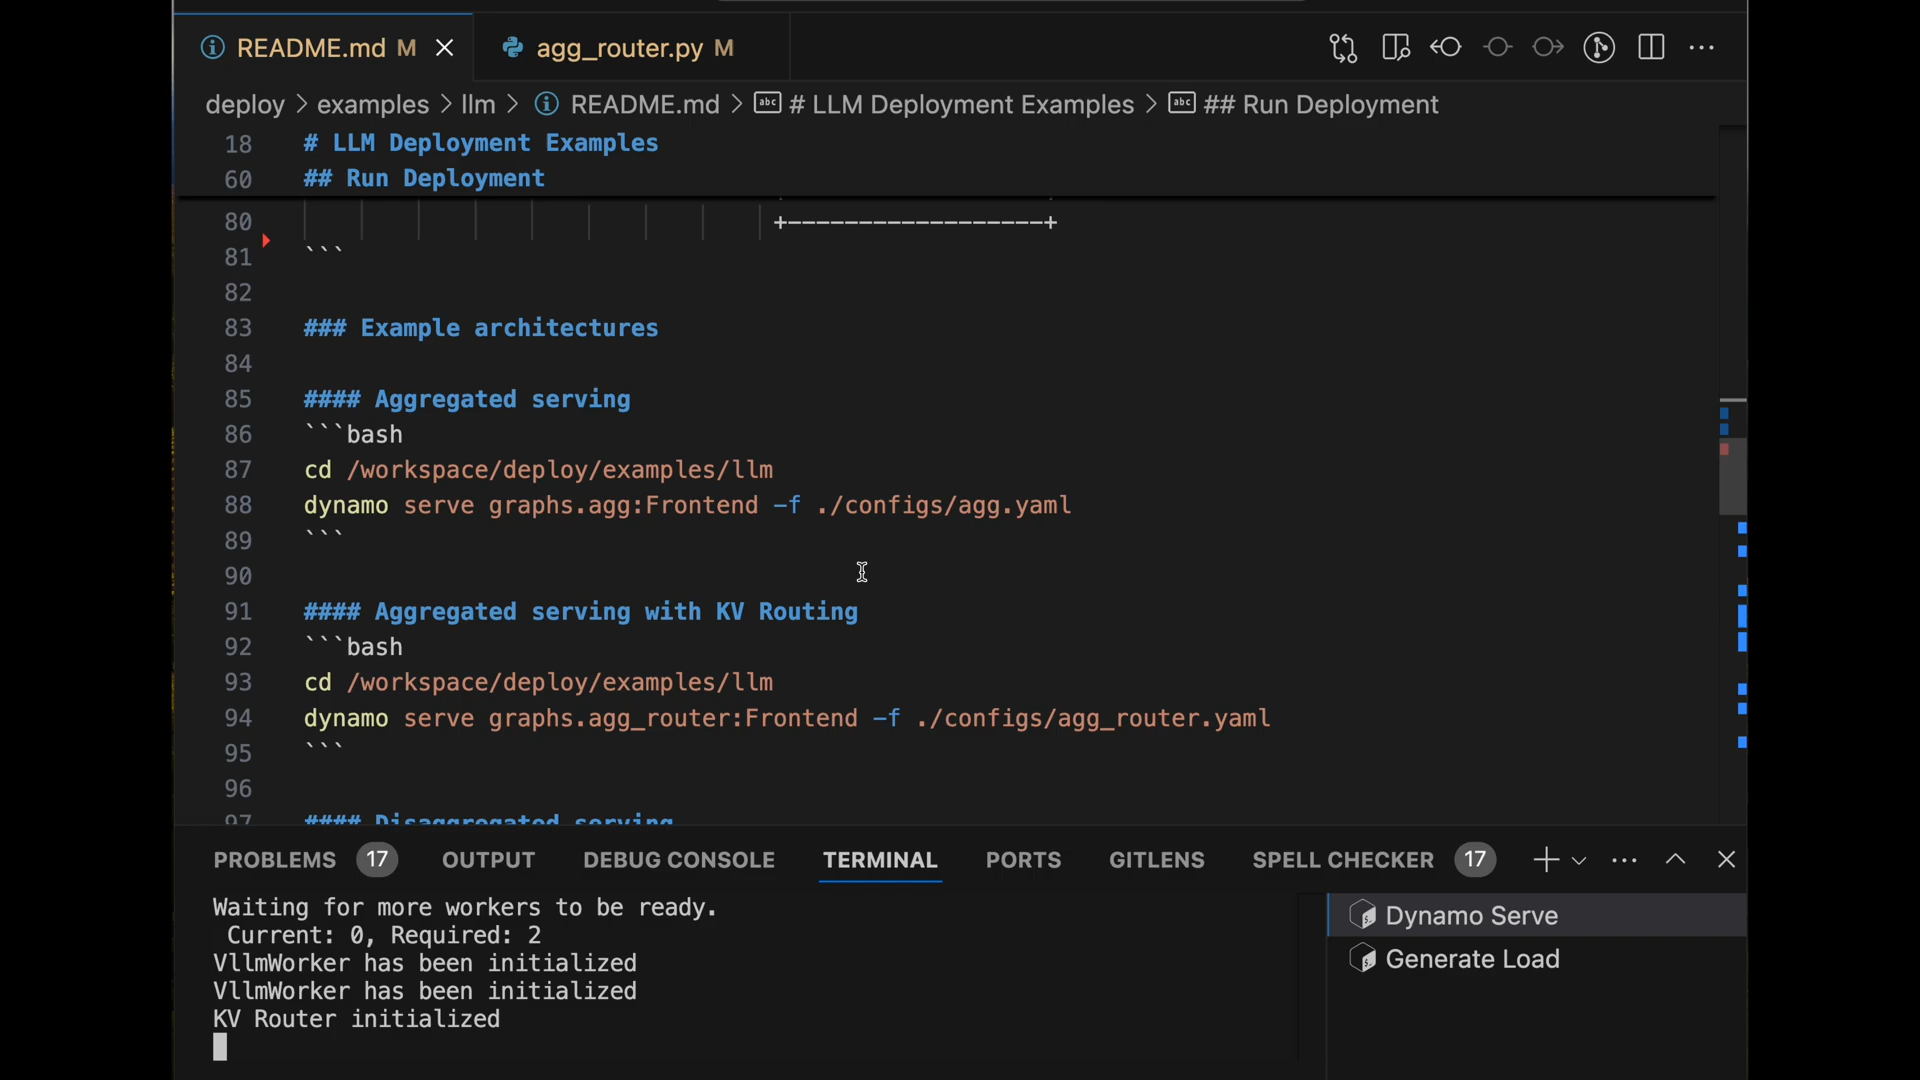 README.md M
agg_router.py M
deploy > examples > llm > README.md > # LLM Deployment Examples > ## Run Deployment
18 # LLM Deployment Examples
60 ## Run Deployment
80 +-----------------+
81 ```
82
83 ### Example architectures
84
85 #### Aggregated serving
86 ```bash
87 cd /workspace/deploy/examples/llm
88 dynamo serve graphs.agg:Frontend -f ./configs/agg.yaml
89 ```
90
91 #### Aggregated serving with KV Routing
92 ```bash
93 cd /workspace/deploy/examples/llm
94 dynamo serve graphs.agg_router:Frontend -f ./configs/agg_router.yaml
95 ```
96
97 #### Disaggregated serving
PROBLEMS 17 OUTPUT DEBUG CONSOLE TERMINAL PORTS GITLENS SPELL CHECKER 17
Waiting for more workers to be ready.
Current: 0, Required: 2
VllmWorker has been initialized
VllmWorker has been initialized
KV Router initialized
Dynamo Serve
Generate Load